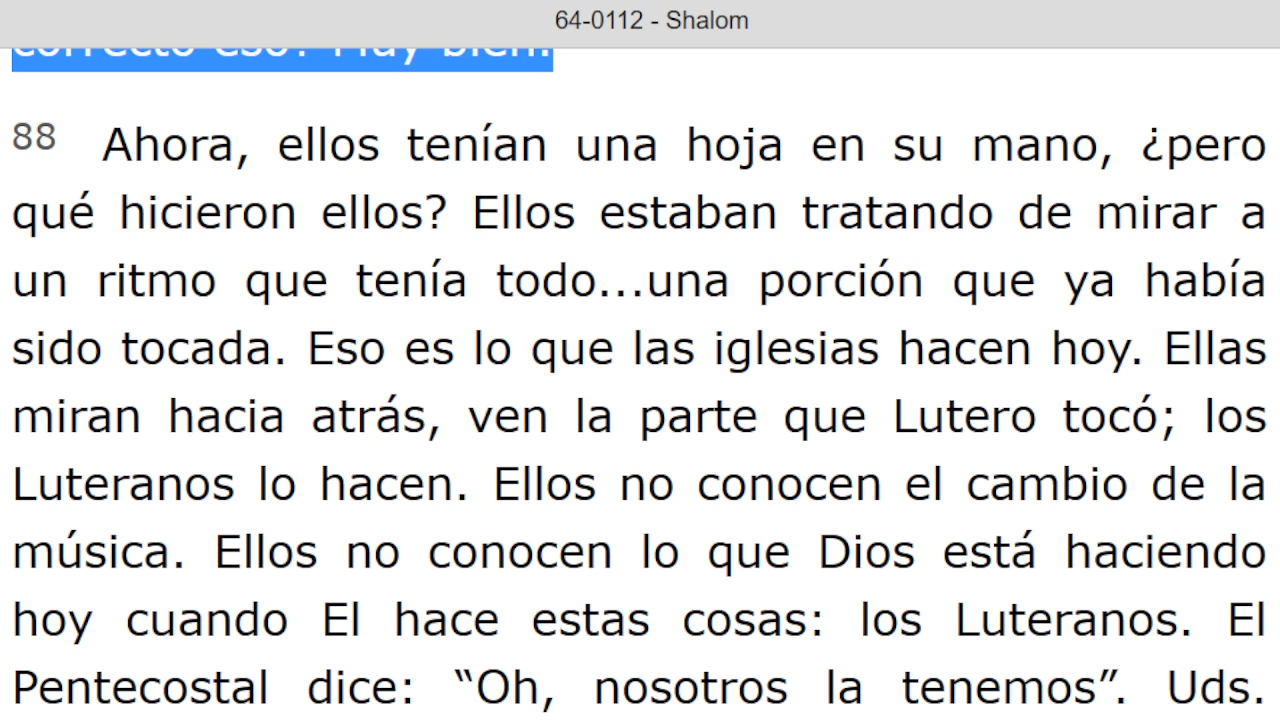 64-0112 - Shalom
correcto eso? Muy bien.
88 Ahora, ellos tenían una hoja en su mano, ¿pero
qué hicieron ellos? Ellos estaban tratando de mirar a
un ritmo que tenía todo...una porción que ya había
sido tocada. Eso es lo que las iglesias hacen hoy. Ellas
miran hacia atrás, ven la parte que Lutero tocó; los
Luteranos lo hacen. Ellos no conocen el cambio de la
música. Ellos no conocen lo que Dios está haciendo
hoy cuando El hace estas cosas: los Luteranos. El
Pentecostal dice: “Oh, nosotros la tenemos”. Uds.